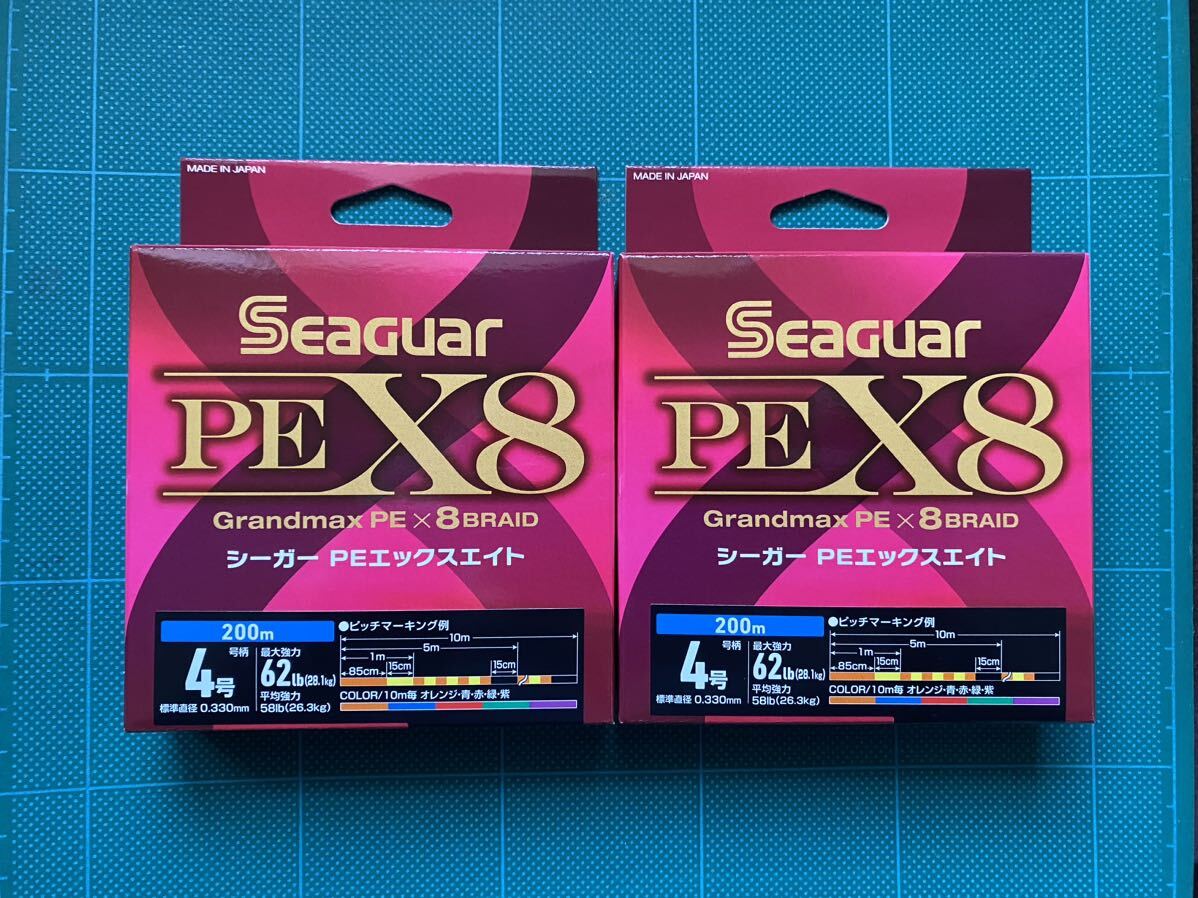 MADE IN JAPAN
SEAGUAR
PE X8
Grandmax PE × 8 BRAID
シーガー PEエックスエイト
200m
4号
号柄
標準直径 0.330mm
最大強力
62lb(28.1kg)
平均強力
58lb(26.3kg)
●ピッチマーキング例
10m
5m
1m
85cm
15cm
15cm
COLOR/10m毎 オレンジ・青・赤・緑・紫
MADE IN JAPAN
SEAGUAR
PE X8
Grandmax PE × 8 BRAID
シーガー PEエックスエイト
200m
4号
号柄
標準直径 0.330mm
最大強力
62lb(28.1kg)
平均強力
58lb(26.3kg)
●ピッチマーキング例
10m
5m
1m
85cm
15cm
15cm
COLOR/10m毎 オレンジ・青・赤・緑・紫